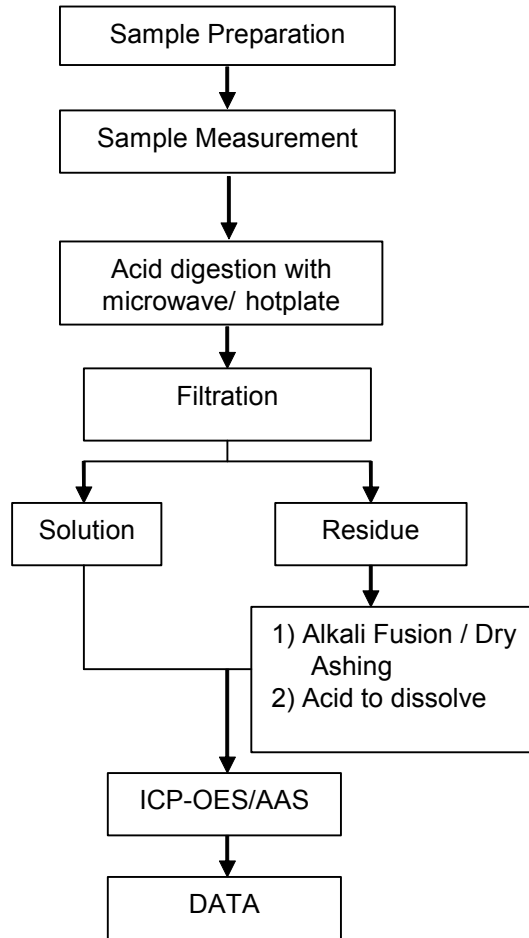 Sample Preparation
Sample Measurement
Acid digestion with
microwave/ hotplate
Filtration
Solution
Residue
1) Alkali Fusion / Dry
Ashing
2) Acid to dissolve
ICP-OES/AAS
DATA